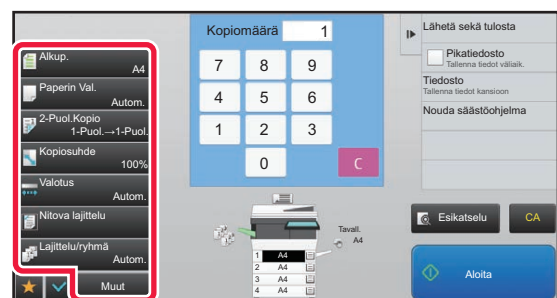 Alkup.
A4
Paperin Val.
Autom.
2-Puol.Kopio
1-Puol.→1-Puol.
Kopiosuhde
100%
Valotus
Autom.
Nitova lajittelu
Lajittelu/ryhmä
Autom.
Muut
Kopiomäärä 1
7 8 9
4 5 6
1 2 3
0 C
Tavall.
A4
1 A4
2 A4
3 A4
4 A4
Lähetä sekä tulosta
Pikatiedosto
Tallenna tiedot väliaik.
Tiedosto
Tallenna tiedot kansioon
Nouda säästöohjelma
Esikatselu
CA
Aloita